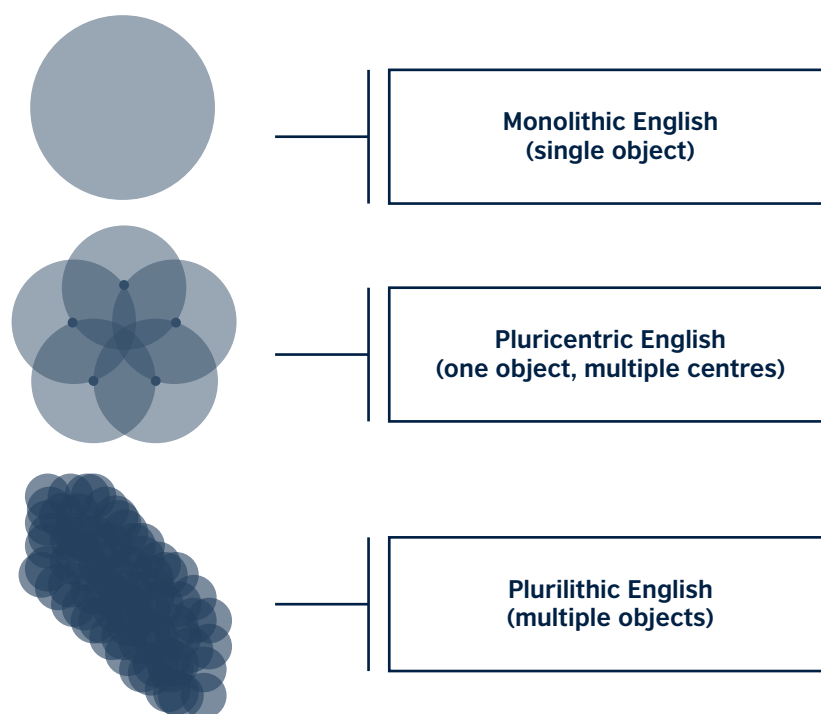 Monolithic English
(single object)
Pluricentric English
(one object, multiple centres)
Plurilithic English
(multiple objects)